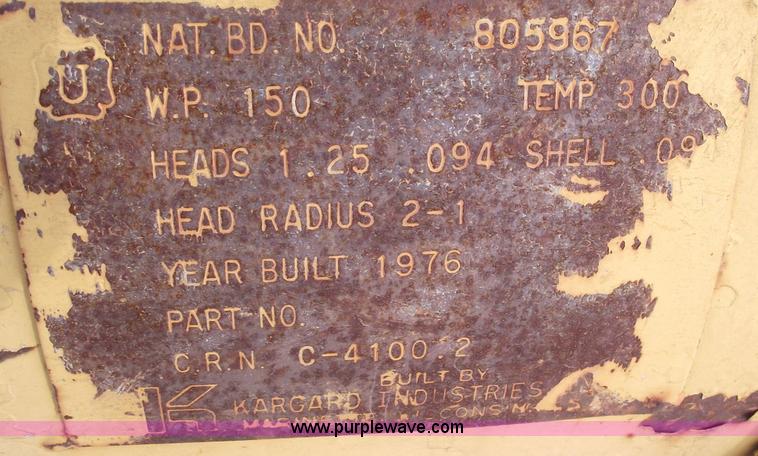 NAT. BD. NO. 805967
U
W.P. 150 TEMP 300
HEADS 1.25 .094 SHELL .09
HEAD RADIUS 2-1
YEAR BUILT 1976
PART NO.
C.R.N. C-4100.2
BUILT BY
K KARGARD INDUSTRIES
www.purplewave.com